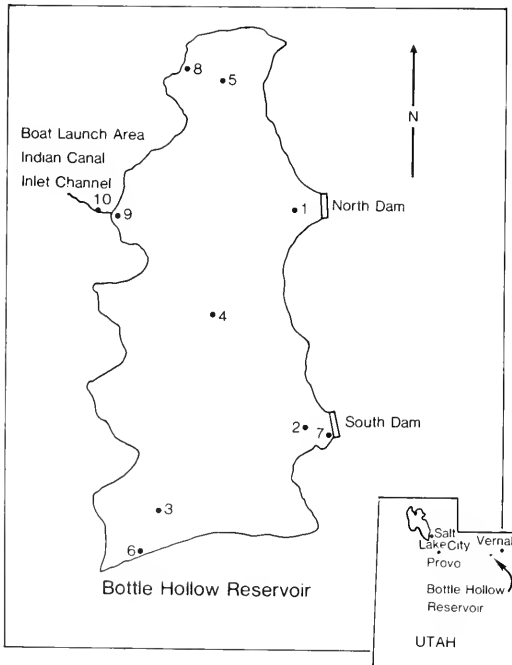 8
5
N
Boat Launch Area
Indian Canal
Inlet Channel
10
9
1
North Dam
4
2
7
South Dam
3
6
Bottle Hollow Reservoir
Salt
Lake City
Vernal
Provo
Bottle Hollow
Reservoir
UTAH